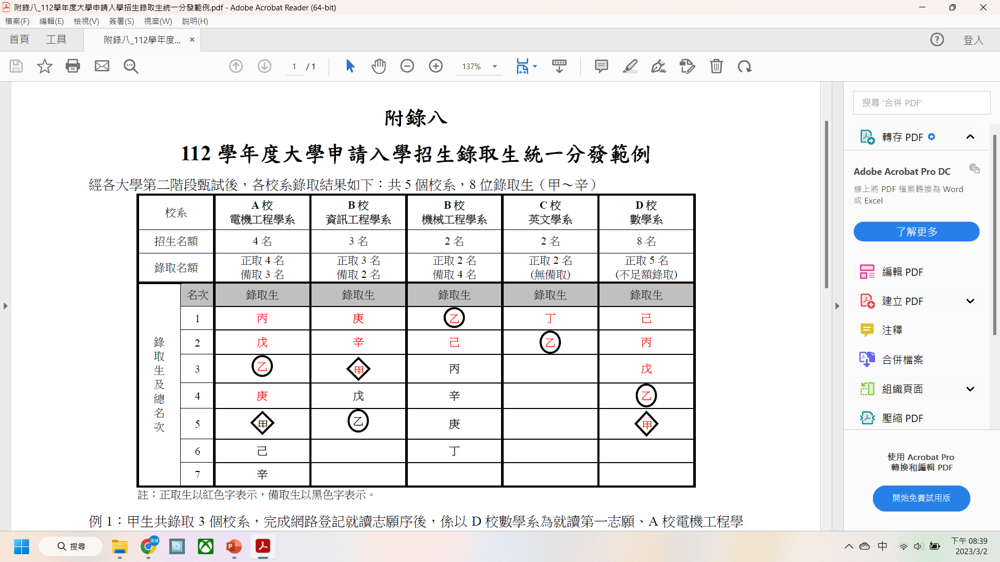 附錄八_112學年度大學申請入學招生錄取生統一分發範例.pdf - Adobe Acrobat Reader (64-bit)
檔案(F) 編輯(E) 檢視(V) 簽署(S) 視窗(W) 說明(H)
首頁 工具 附錄八_112學年度... × 登入
1 / 1 137%
附錄八
112 學年度大學申請入學招生錄取生統一分發範例
經各大學第二階段甄試後，各校系錄取結果如下：共 5 個校系，8 位錄取生（甲～辛）
校系 A 校 電機工程學系 B 校 資訊工程學系 B 校 機械工程學系 C 校 英文學系 D 校 數學系
招生名額 4 名 3 名 2 名 2 名 8 名
錄取名額 正取 4 名 備取 3 名 正取 3 名 備取 2 名 正取 2 名 備取 4 名 正取 2 名 (無備取) 正取 5 名 (不足額錄取)
錄取生及總名次
名次 錄取生 錄取生 錄取生 錄取生 錄取生
1 丙 庚 乙 丁 己
2 戊 辛 己 乙 丙
3 乙 甲 丙 戊
4 庚 戊 辛 乙
5 甲 乙 庚 甲
6 己 丁
7 辛
註：正取生以紅色字表示，備取生以黑色字表示。
例 1：甲生共錄取 3 個校系，完成網路登記就讀志願序後，係以 D 校數學系為就讀第一志願、A 校電機工程學
搜尋 '合併 PDF'
轉存 PDF
Adobe Acrobat Pro DC
線上將 PDF 檔案轉換為 Word
或 Excel
了解更多
編輯 PDF
建立 PDF
注釋
合併檔案
組織頁面
壓縮 PDF
使用 Acrobat Pro
轉換和編輯 PDF
開始免費試用版
搜尋
中
下午 08:39
2023/3/2